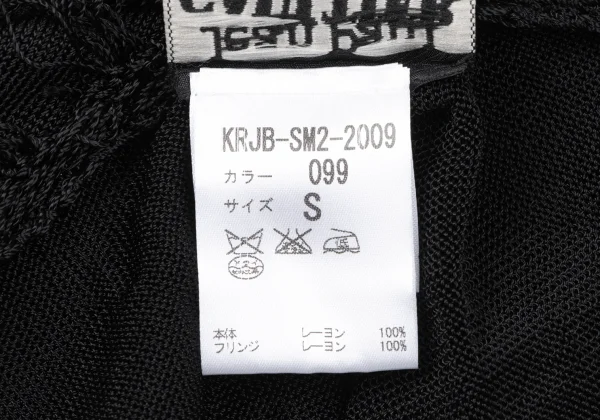 KRJB-SM2-2009
カラー 099
サイズ S
本体 レーヨン 100%
フリンジ レーヨン 100%